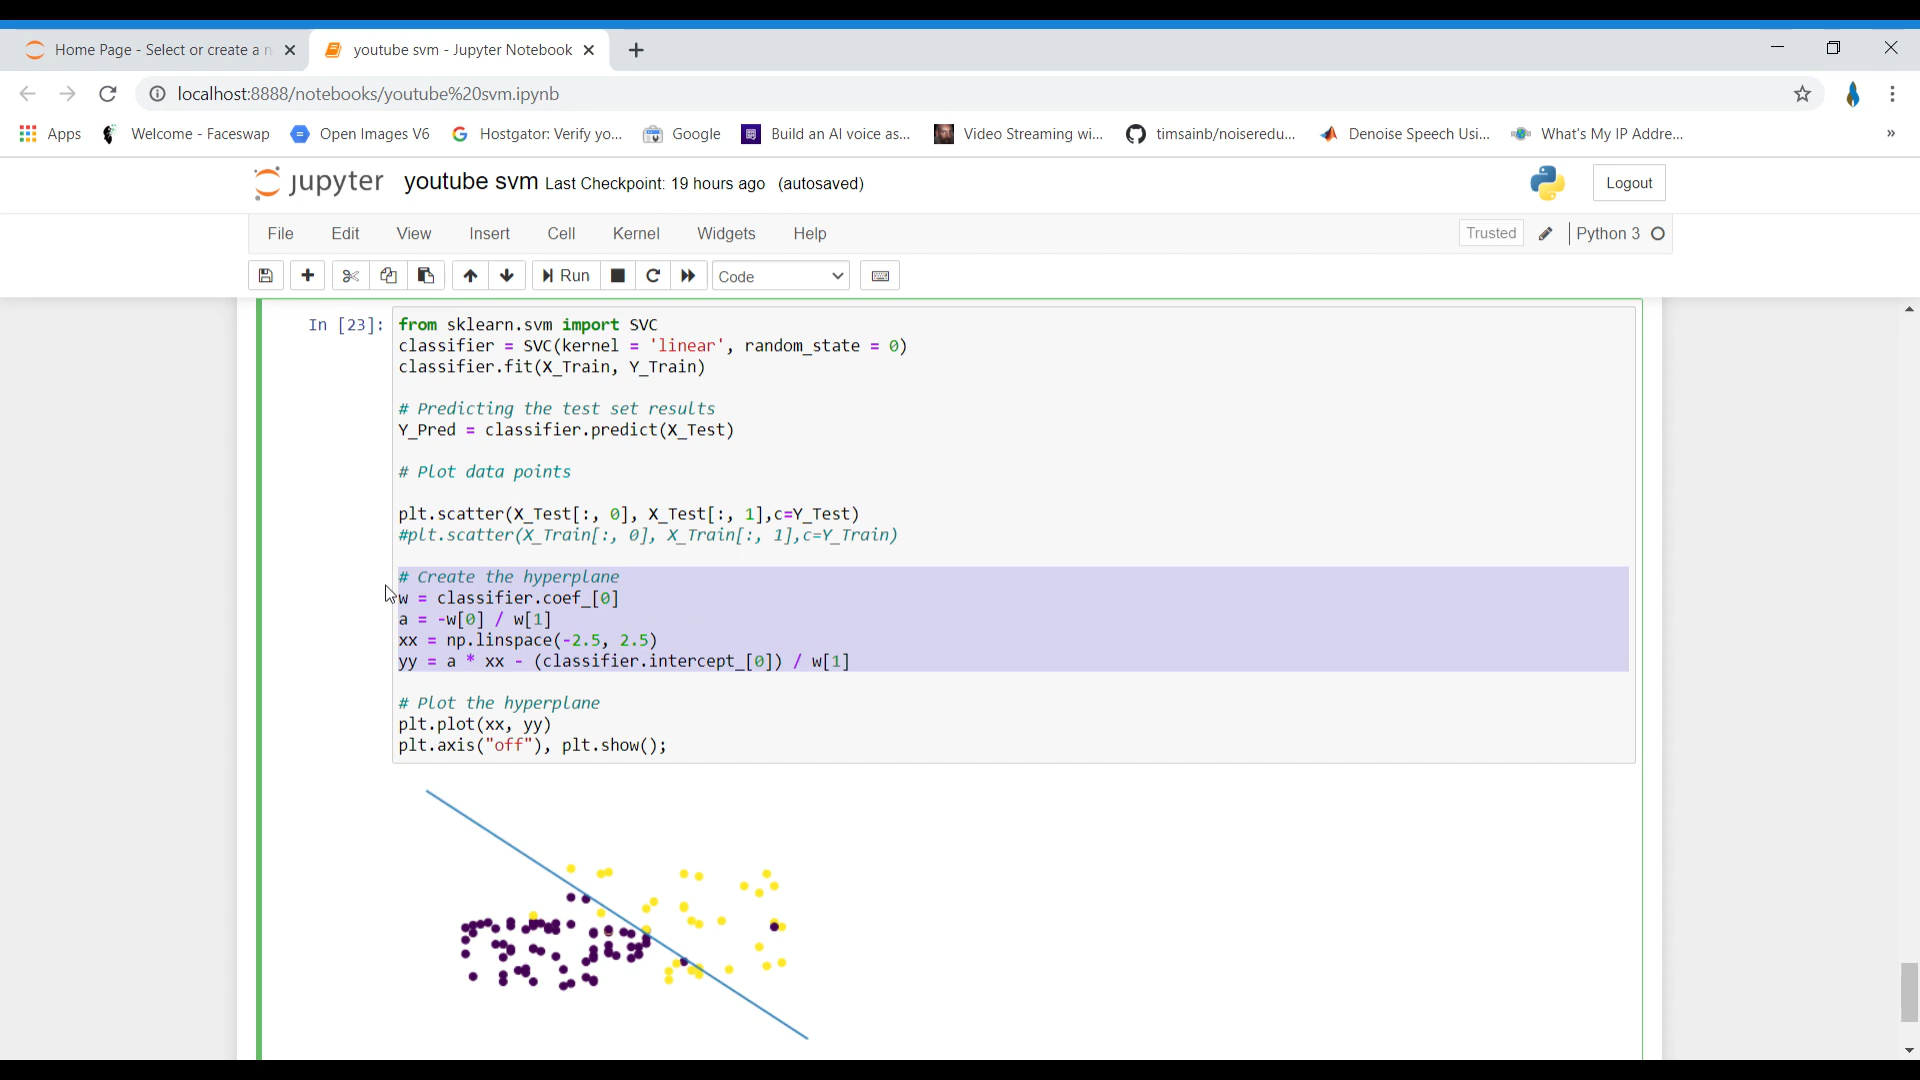 Home Page - Select or create a n
youtube svm - Jupyter Notebook
localhost:8888/notebooks/youtube%20svm.ipynb
Apps Welcome - Faceswap Open Images V6 Hostgator: Verify yo... Google Build an AI voice as... Video Streaming wi... timsainb/noiseredu... Denoise Speech Usi... What's My IP Addre... »
jupyter youtube svm Last Checkpoint: 19 hours ago (autosaved) Logout
File Edit View Insert Cell Kernel Widgets Help Trusted Python 3
Run Code
In [23]: from sklearn.svm import SVC
classifier = SVC(kernel = 'linear', random_state = 0)
classifier.fit(X_Train, Y_Train)
# Predicting the test set results
Y_Pred = classifier.predict(X_Test)
# Plot data points
plt.scatter(X_Test[:, 0], X_Test[:, 1],c=Y_Test)
#plt.scatter(X_Train[:, 0], X_Train[:, 1],c=Y_Train)
# Create the hyperplane
w = classifier.coef_[0]
a = -w[0] / w[1]
xx = np.linspace(-2.5, 2.5)
yy = a * xx - (classifier.intercept_[0]) / w[1]
# Plot the hyperplane
plt.plot(xx, yy)
plt.axis("off"), plt.show();